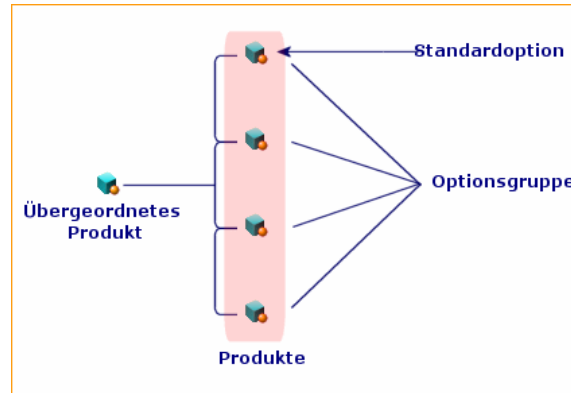 Standardoption
Optionsgruppe
Übergeordnetes
Produkt
Produkte